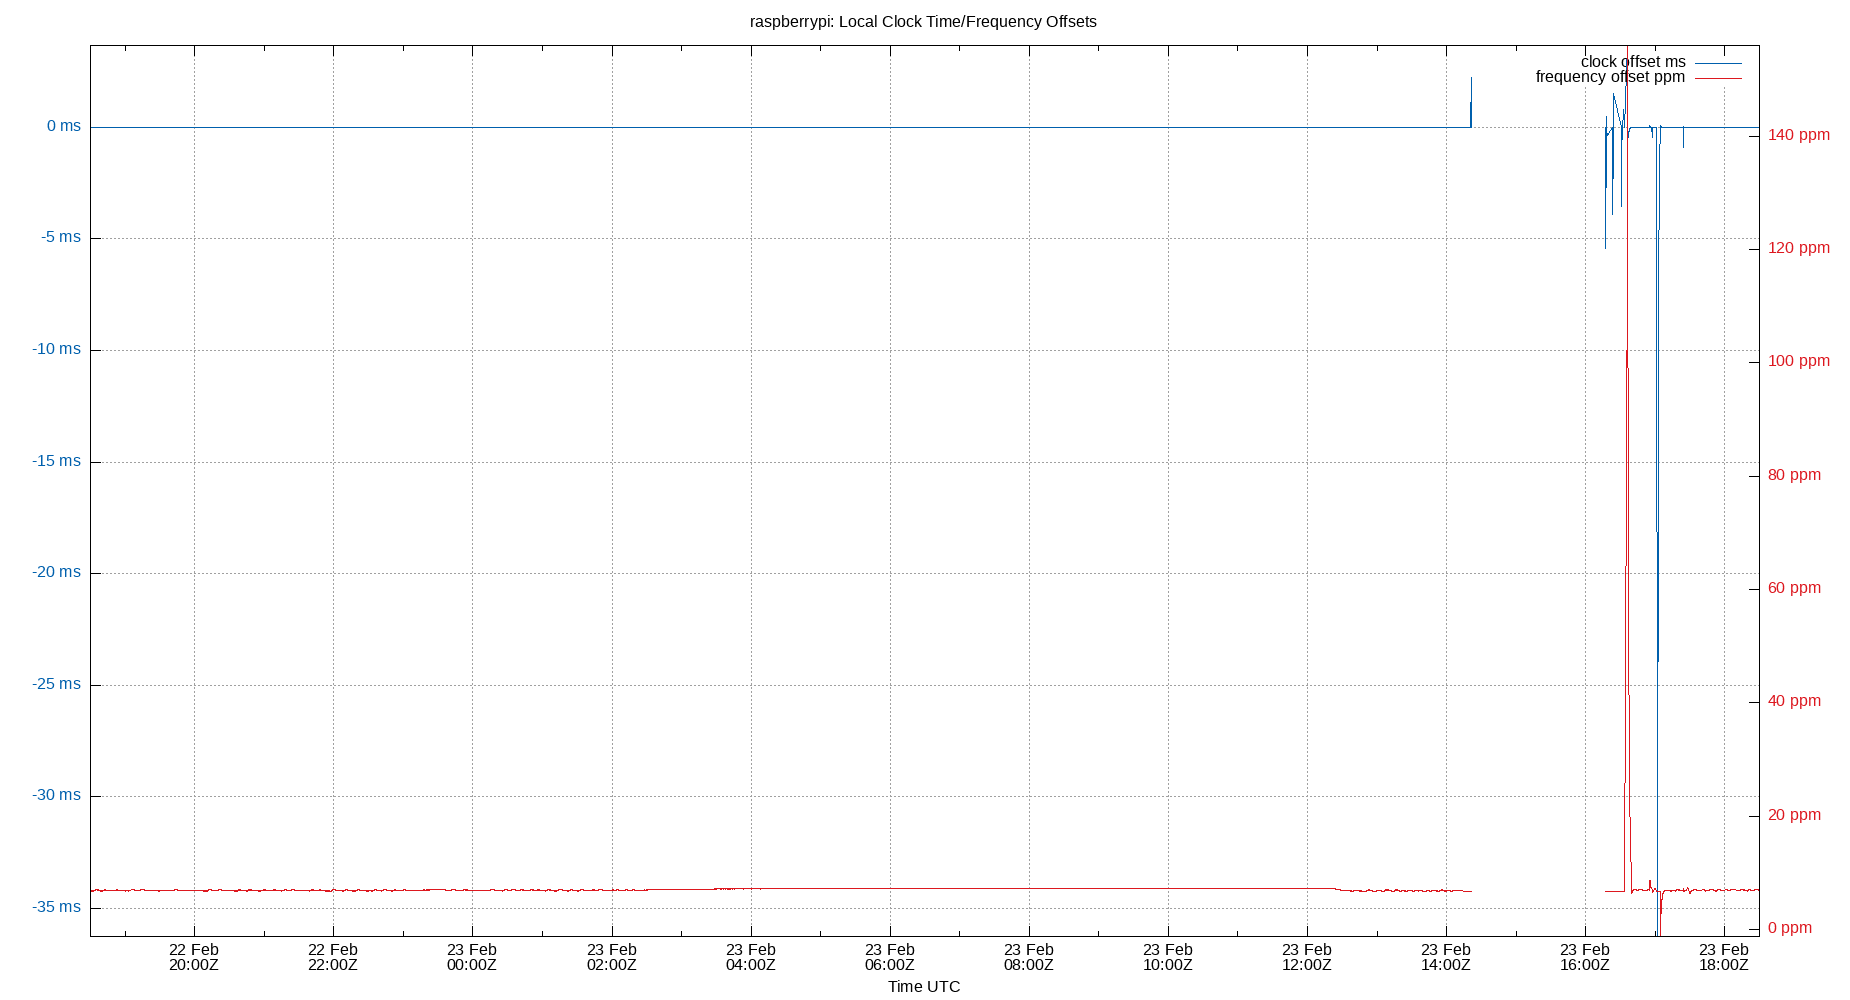 raspberrypi: Local Clock Time/Frequency Offsets
clock offset ms
frequency offset ppm
0 ms
-5 ms
-10 ms
-15 ms
-20 ms
-25 ms
-30 ms
-35 ms
140 ppm
120 ppm
100 ppm
80 ppm
60 ppm
40 ppm
20 ppm
0 ppm
22 Feb 22 Feb 23 Feb 23 Feb 23 Feb 23 Feb 23 Feb 23 Feb 23 Feb 23 Feb 23 Feb 23 Feb
20:00Z 22:00Z 00:00Z 02:00Z 04:00Z 06:00Z 08:00Z 10:00Z 12:00Z 14:00Z 16:00Z 18:00Z
Time UTC